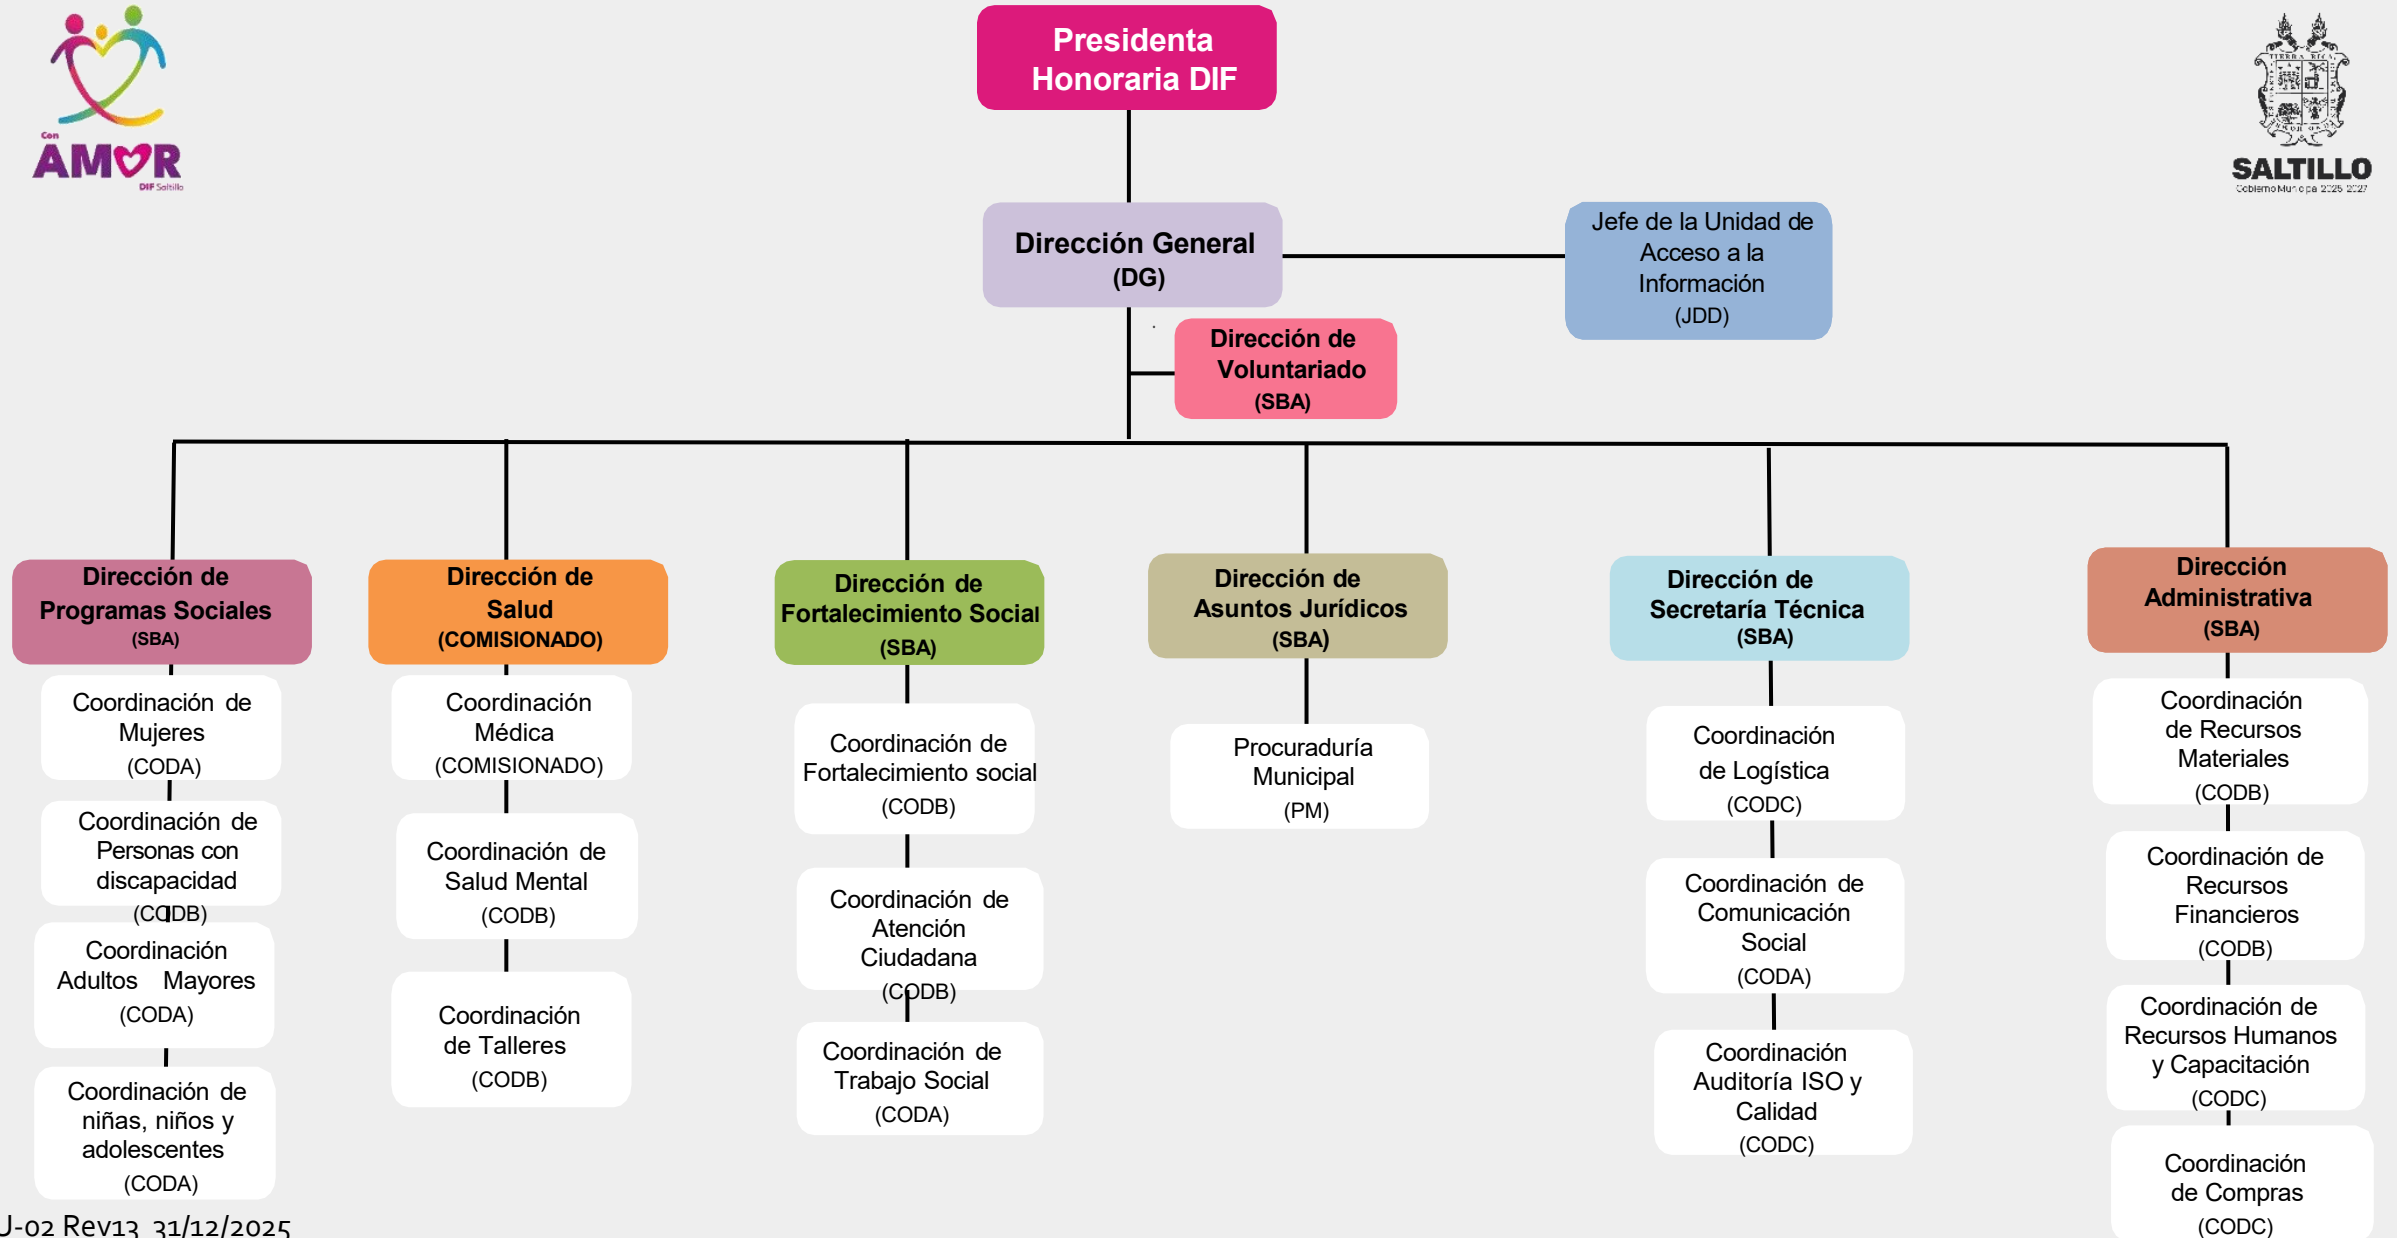 Con
AMOR
DIF Saltillo
Presidenta
Honoraria DIF
SALTILLO
Gobierno Municipal 2025 2027
Dirección General
(DG)
Jefe de la Unidad de
Acceso a la
Información
(JDD)
Dirección de
Voluntariado
(SBA)
Dirección de
Programas Sociales
(SBA)
Coordinación de
Mujeres
(CODA)
Coordinación de
Personas con
discapacidad
(CODB)
Coordinación
Adultos Mayores
(CODA)
Coordinación de
niñas, niños y
adolescentes
(CODA)
Dirección de
Salud
(COMISIONADO)
Coordinación
Médica
(COMISIONADO)
Coordinación de
Salud Mental
(CODB)
Coordinación
de Talleres
(CODB)
Dirección de
Fortalecimiento Social
(SBA)
Coordinación de
Fortalecimiento social
(CODB)
Coordinación de
Atención
Ciudadana
(CODB)
Coordinación de
Trabajo Social
(CODA)
Dirección de
Asuntos Jurídicos
(SBA)
Procuraduría
Municipal
(PM)
Dirección de
Secretaría Técnica
(SBA)
Coordinación
de Logística
(CODC)
Coordinación de
Comunicación
Social
(CODA)
Coordinación
Auditoría ISO y
Calidad
(CODC)
Dirección
Administrativa
(SBA)
Coordinación
de Recursos
Materiales
(CODB)
Coordinación de
Recursos
Financieros
(CODB)
Coordinación de
Recursos Humanos
y Capacitación
(CODC)
Coordinación
de Compras
(CODC)
U-02 Rev13 31/12/2025